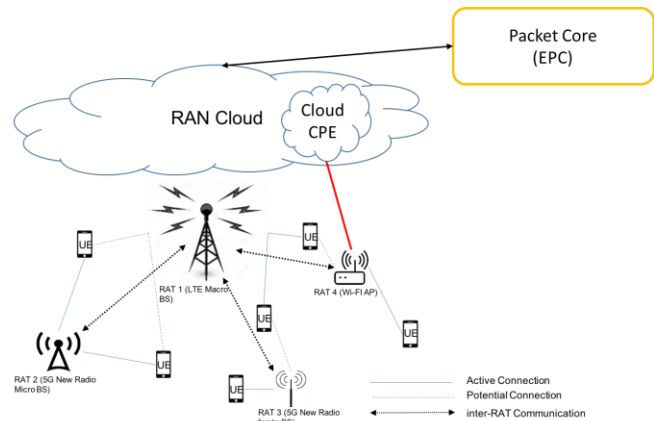 Packet Core
(EPC)
RAN Cloud
Cloud
CPE
UE
UE
RAT 1 (LTE Macro
BS)
RAT 4 (Wi-FI AP)
UE
UE
RAT 2 (5G New Radio
Micro BS)
UE
UE
RAT 3 (5G New Radio
femto BS)
Active Connection
Potential Connection
inter-RAT Communication